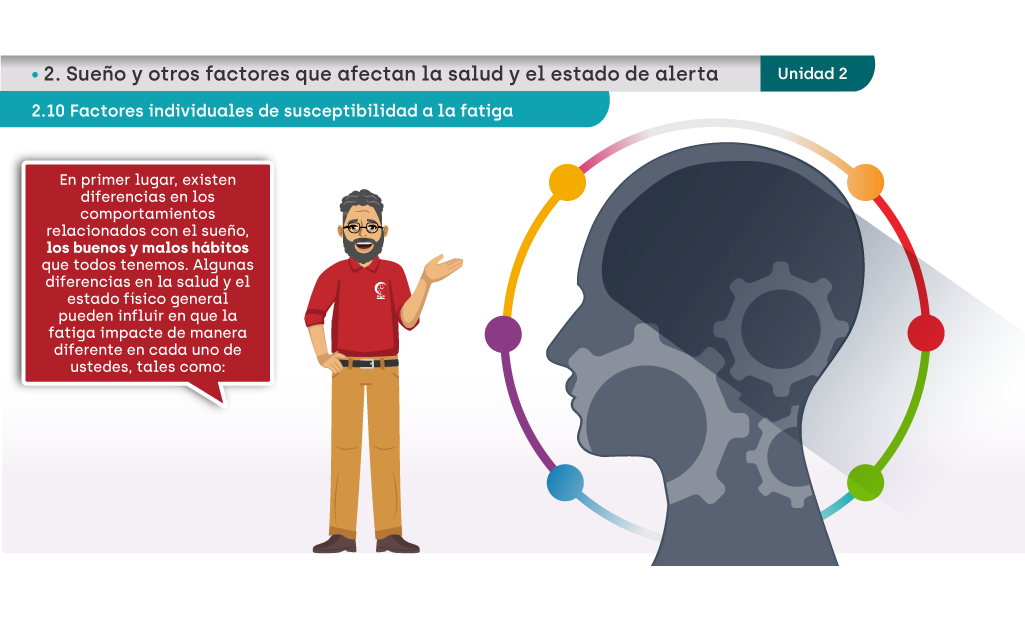 • 2. Sueño y otros factores que afectan la salud y el estado de alerta
Unidad 2
2.10 Factores individuales de susceptibilidad a la fatiga
En primer lugar, existen
diferencias en los
comportamientos
relacionados con el sueño,
los buenos y malos hábitos
que todos tenemos. Algunas
diferencias en la salud y el
estado físico general
pueden influir en que la
fatiga impacte de manera
diferente en cada uno de
ustedes, tales como: